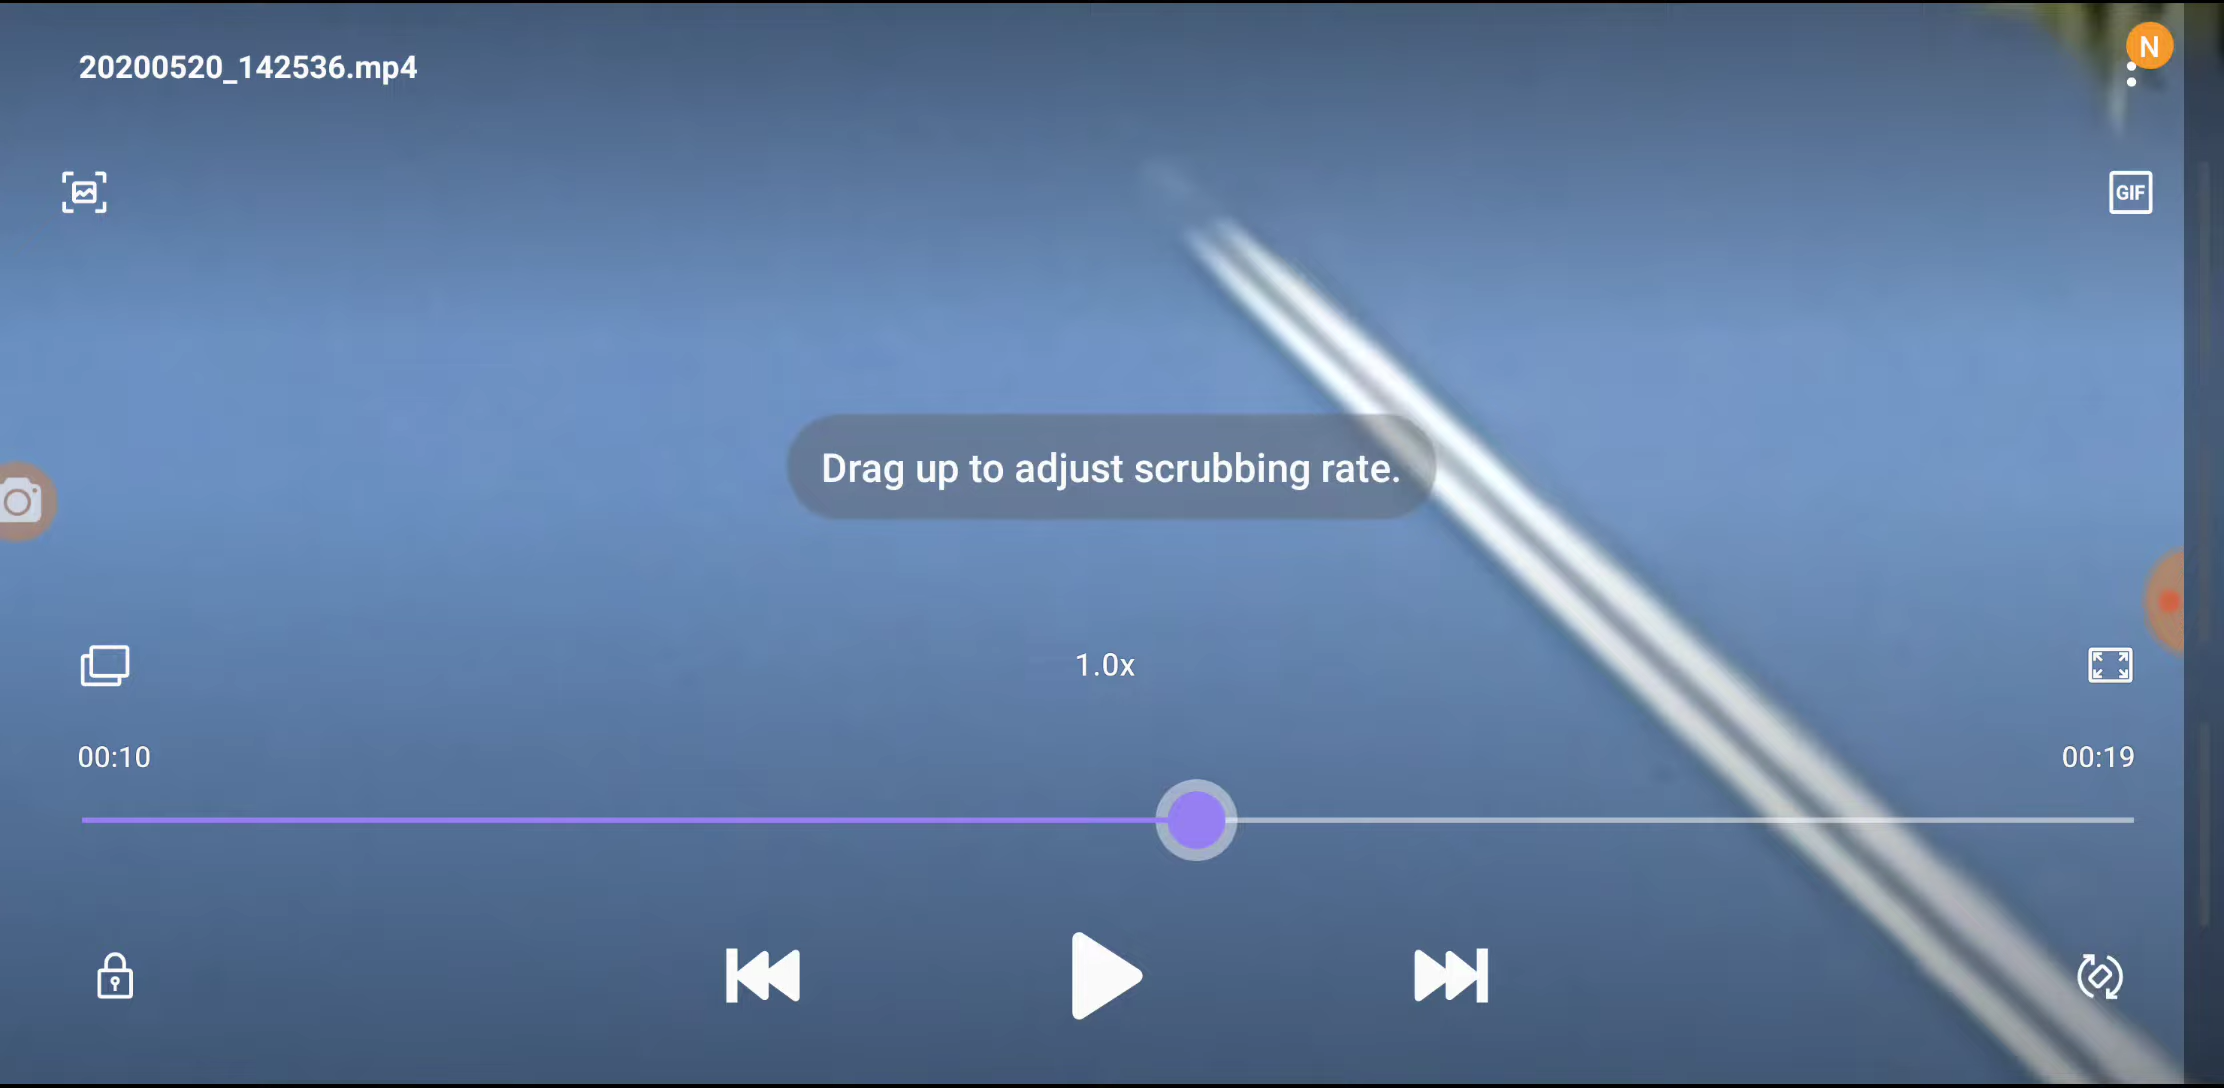 20200520_142536.mp4
N
GIF
Drag up to adjust scrubbing rate.
1.0x
00:10
00:19